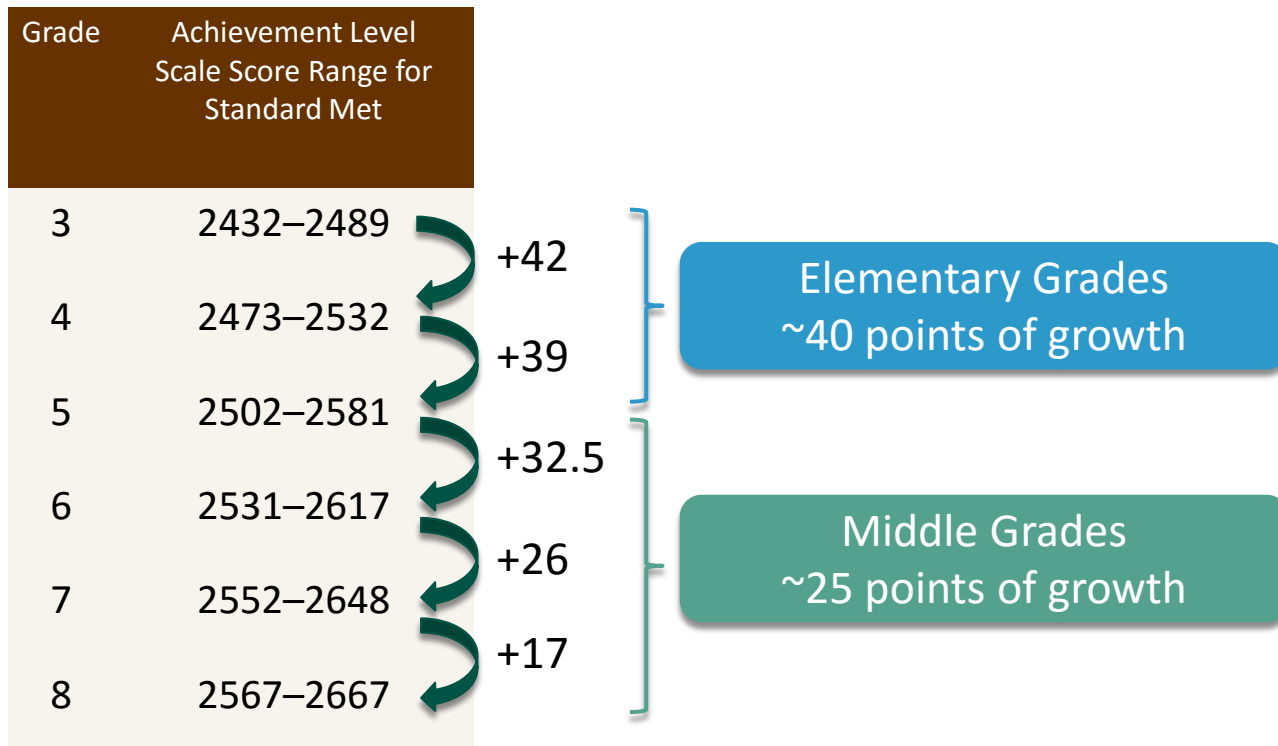 Grade
Achievement Level
Scale Score Range for
Standard Met
3 2432–2489
+42
4 2473–2532
+39
5 2502–2581
+32.5
6 2531–2617
+26
7 2552–2648
+17
8 2567–2667
Elementary Grades
~40 points of growth
Middle Grades
~25 points of growth